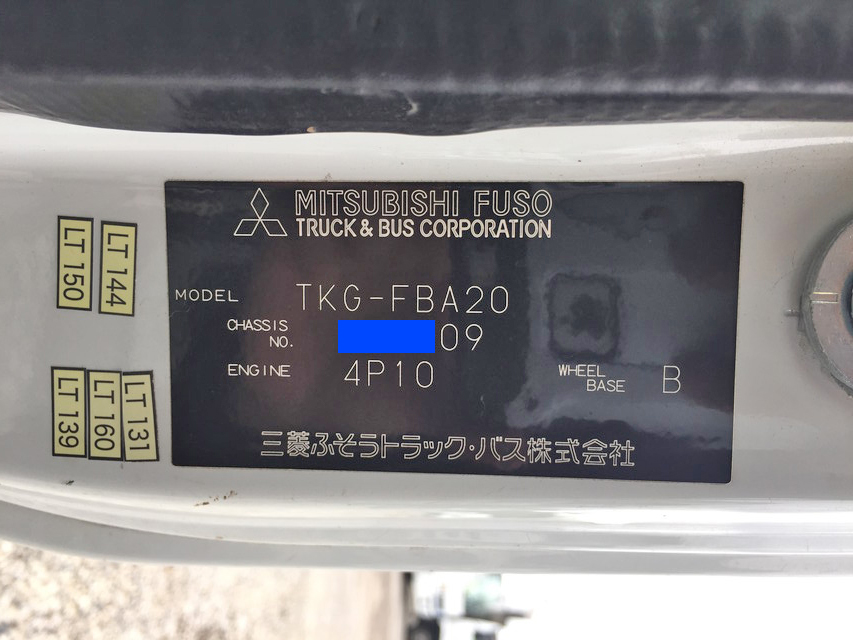 MITSUBISHI FUSO
TRUCK & BUS CORPORATION
MODEL TKG-FBA20
CHASSIS NO. 09
ENGINE 4P10 WHEEL BASE B
三菱ふそうトラック・バス株式会社
LT 150
LT 144
LT 139
LT 160
LT 131